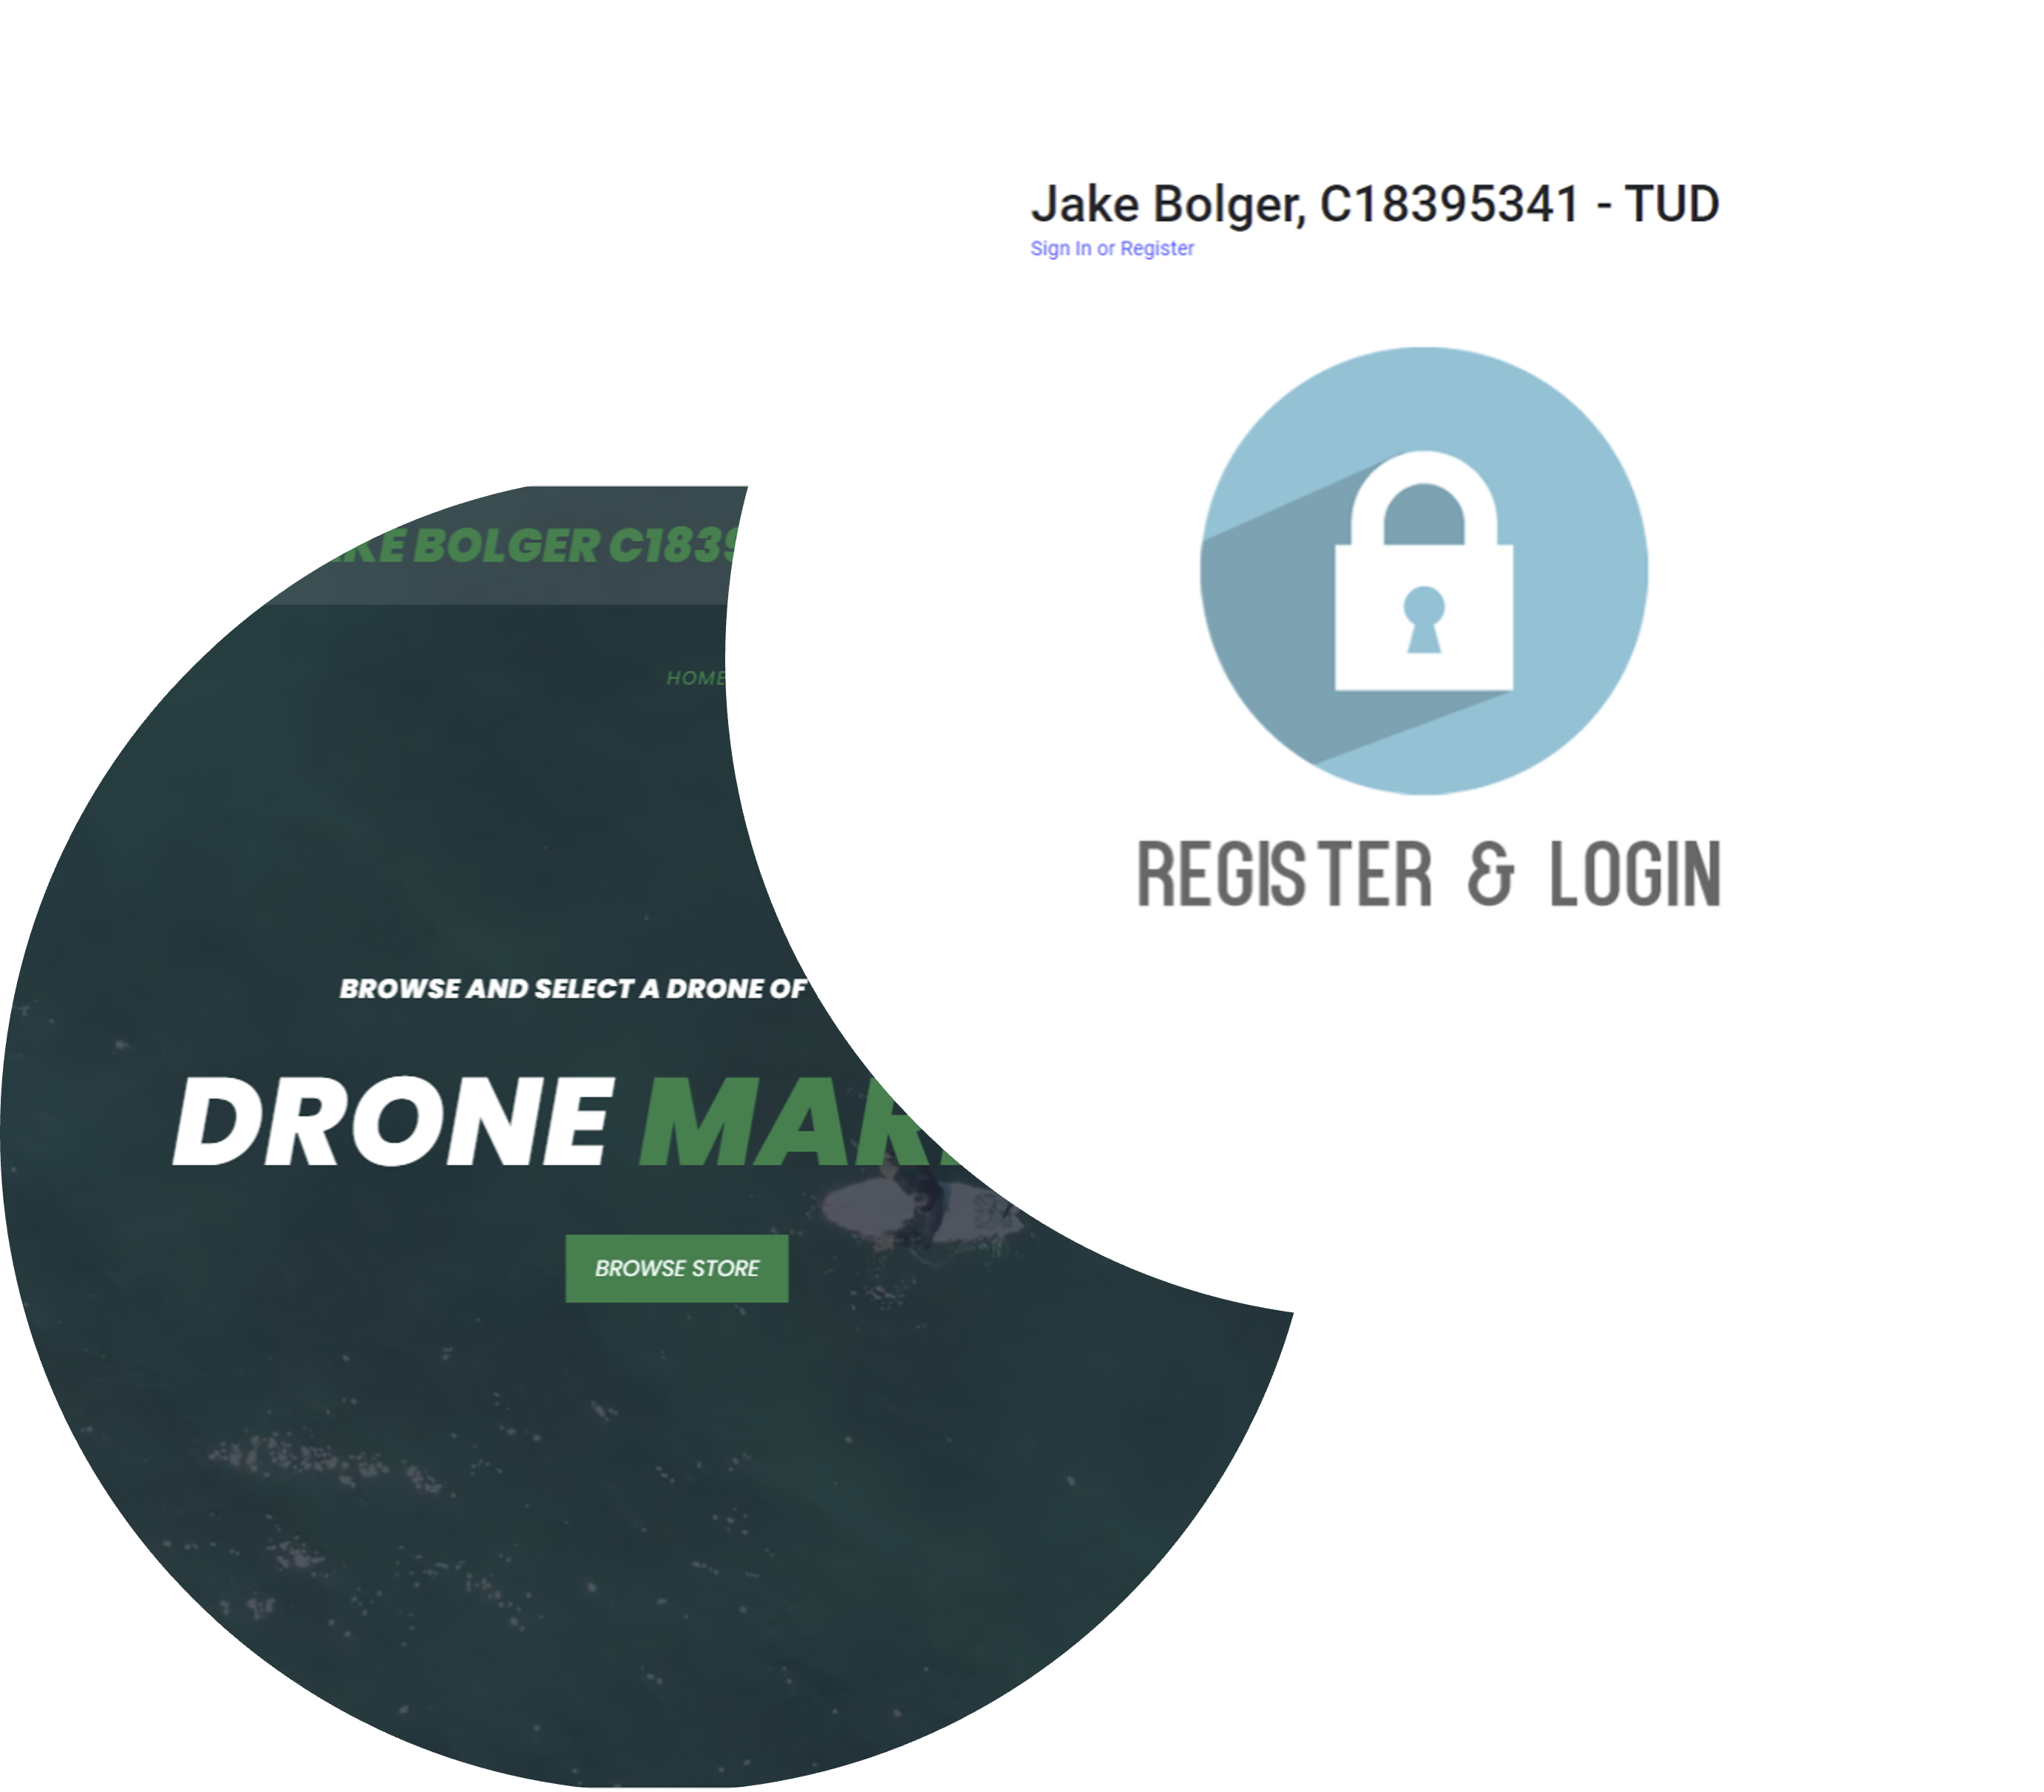 Jake Bolger, C18395341 - TUD
Sign In or Register
REGISTER & LOGIN
BOLGER
HOME
BROWSE AND SELECT A DRONE OF
DRONE
BROWSE STORE